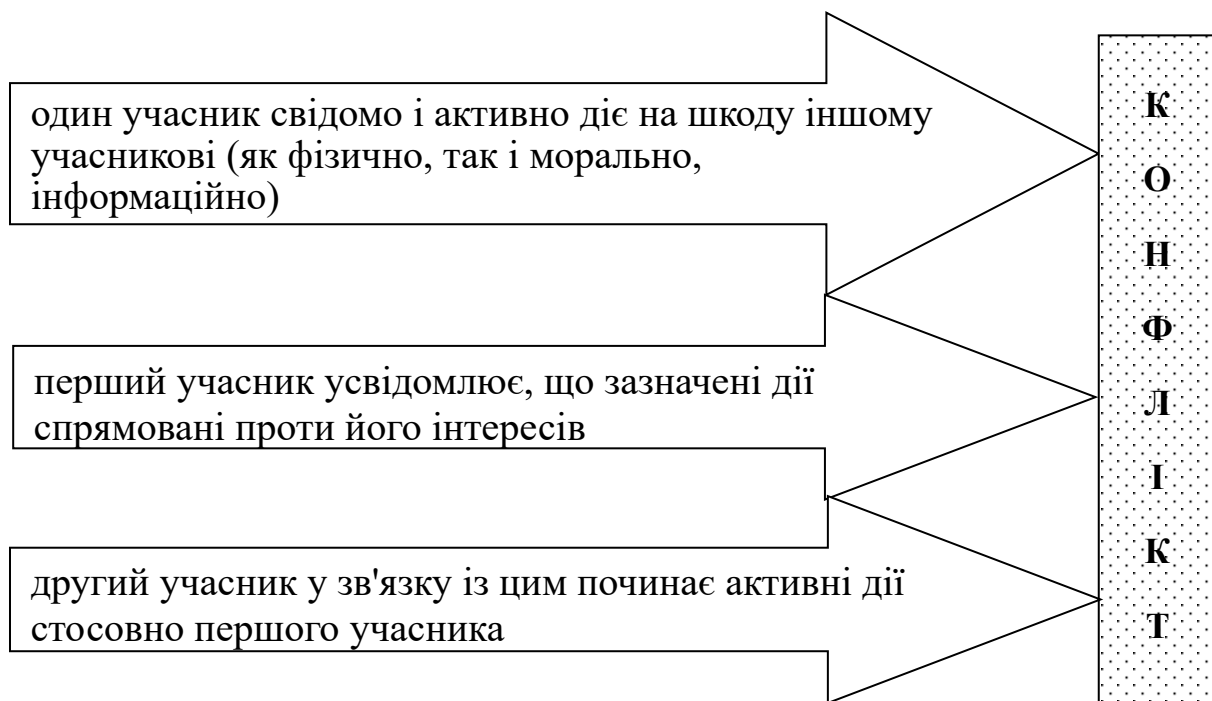 один учасник свідомо і активно діє на шкоду іншому
учасникові (як фізично, так і морально,
інформаційно)
перший учасник усвідомлює, що зазначені дії
спрямовані проти його інтересів
другий учасник у зв'язку із цим починає активні дії
стосовно першого учасника
К
О
Н
Ф
Л
І
К
Т